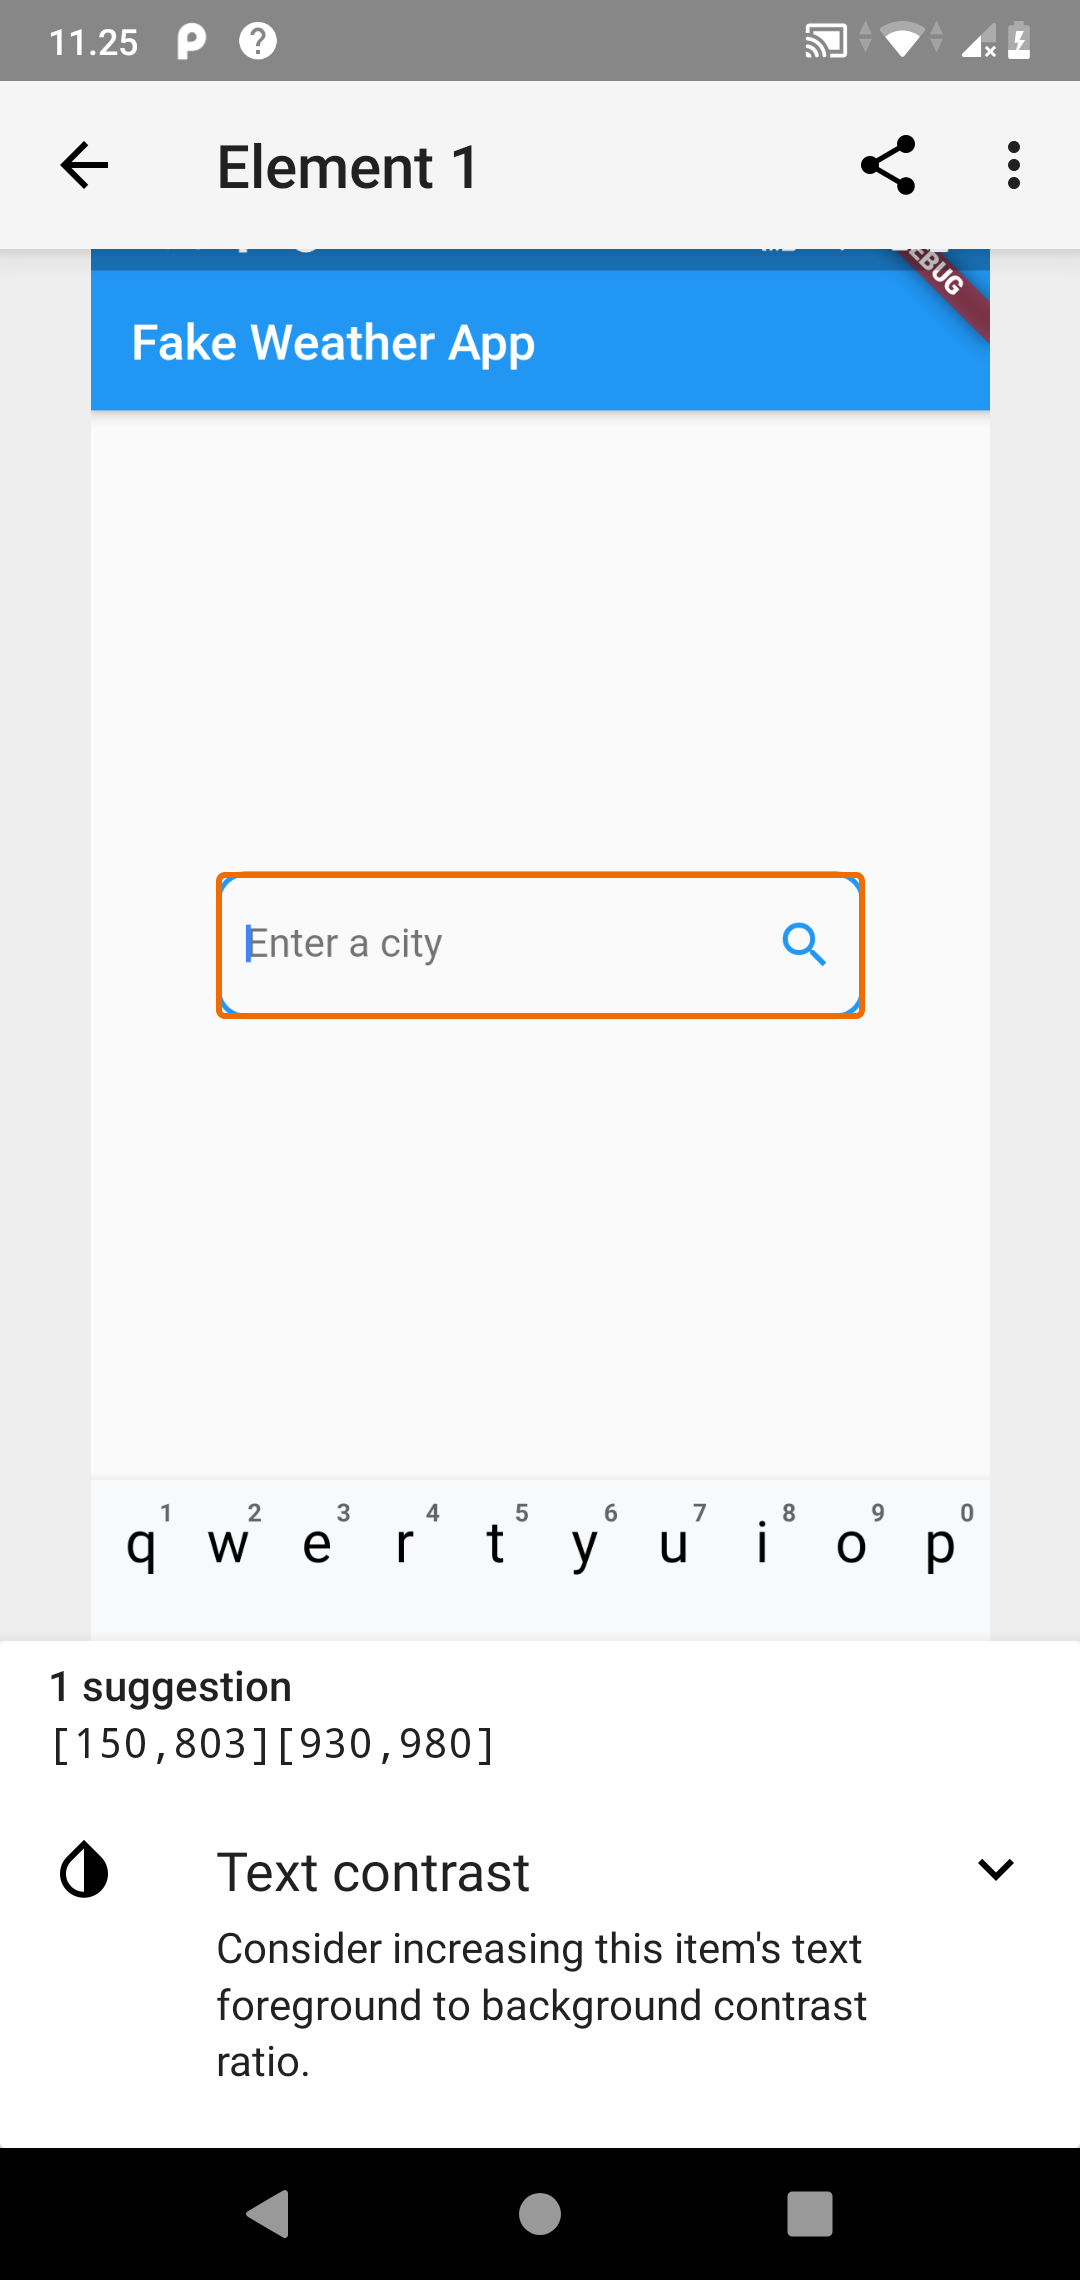 11.25
Element 1
EBUG
Fake Weather App
Enter a city
1 2 3 4 5 6 7 8 9 0
q w e r t y u i o p
1 suggestion
[150,803][930,980]
Text contrast
Consider increasing this item's text
foreground to background contrast
ratio.